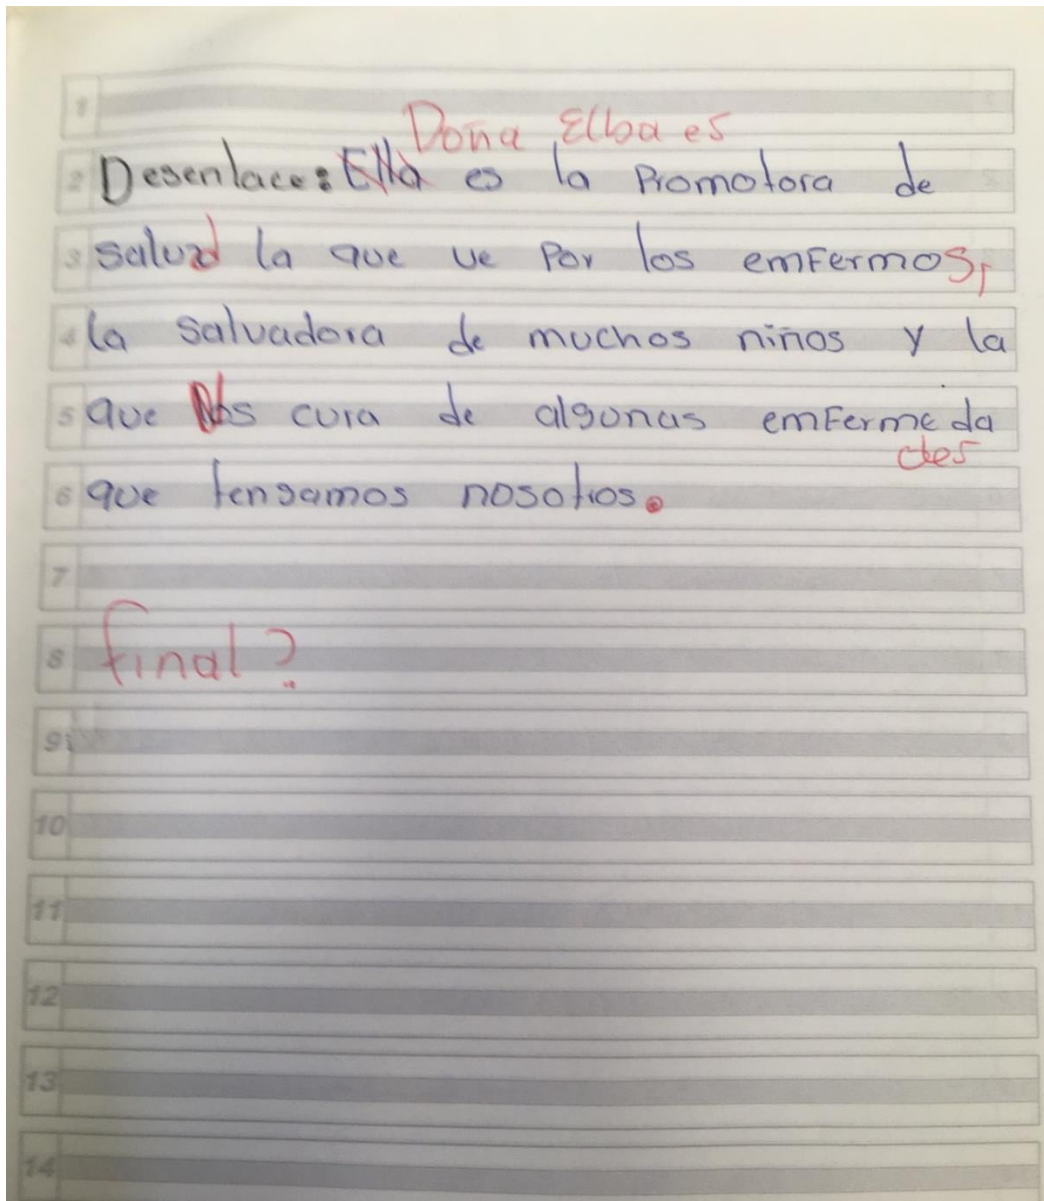 1
Doña Elba es
2 Desenlace: Ella es la Promotora de
3 salud la que ve Por los emfermos,
4 la salvadora de muchos niños y la
5 que Nos cura de algunas emfermeda
des
6 que tengamos nosotros.
7
8 final?
9
10
11
12
13
14